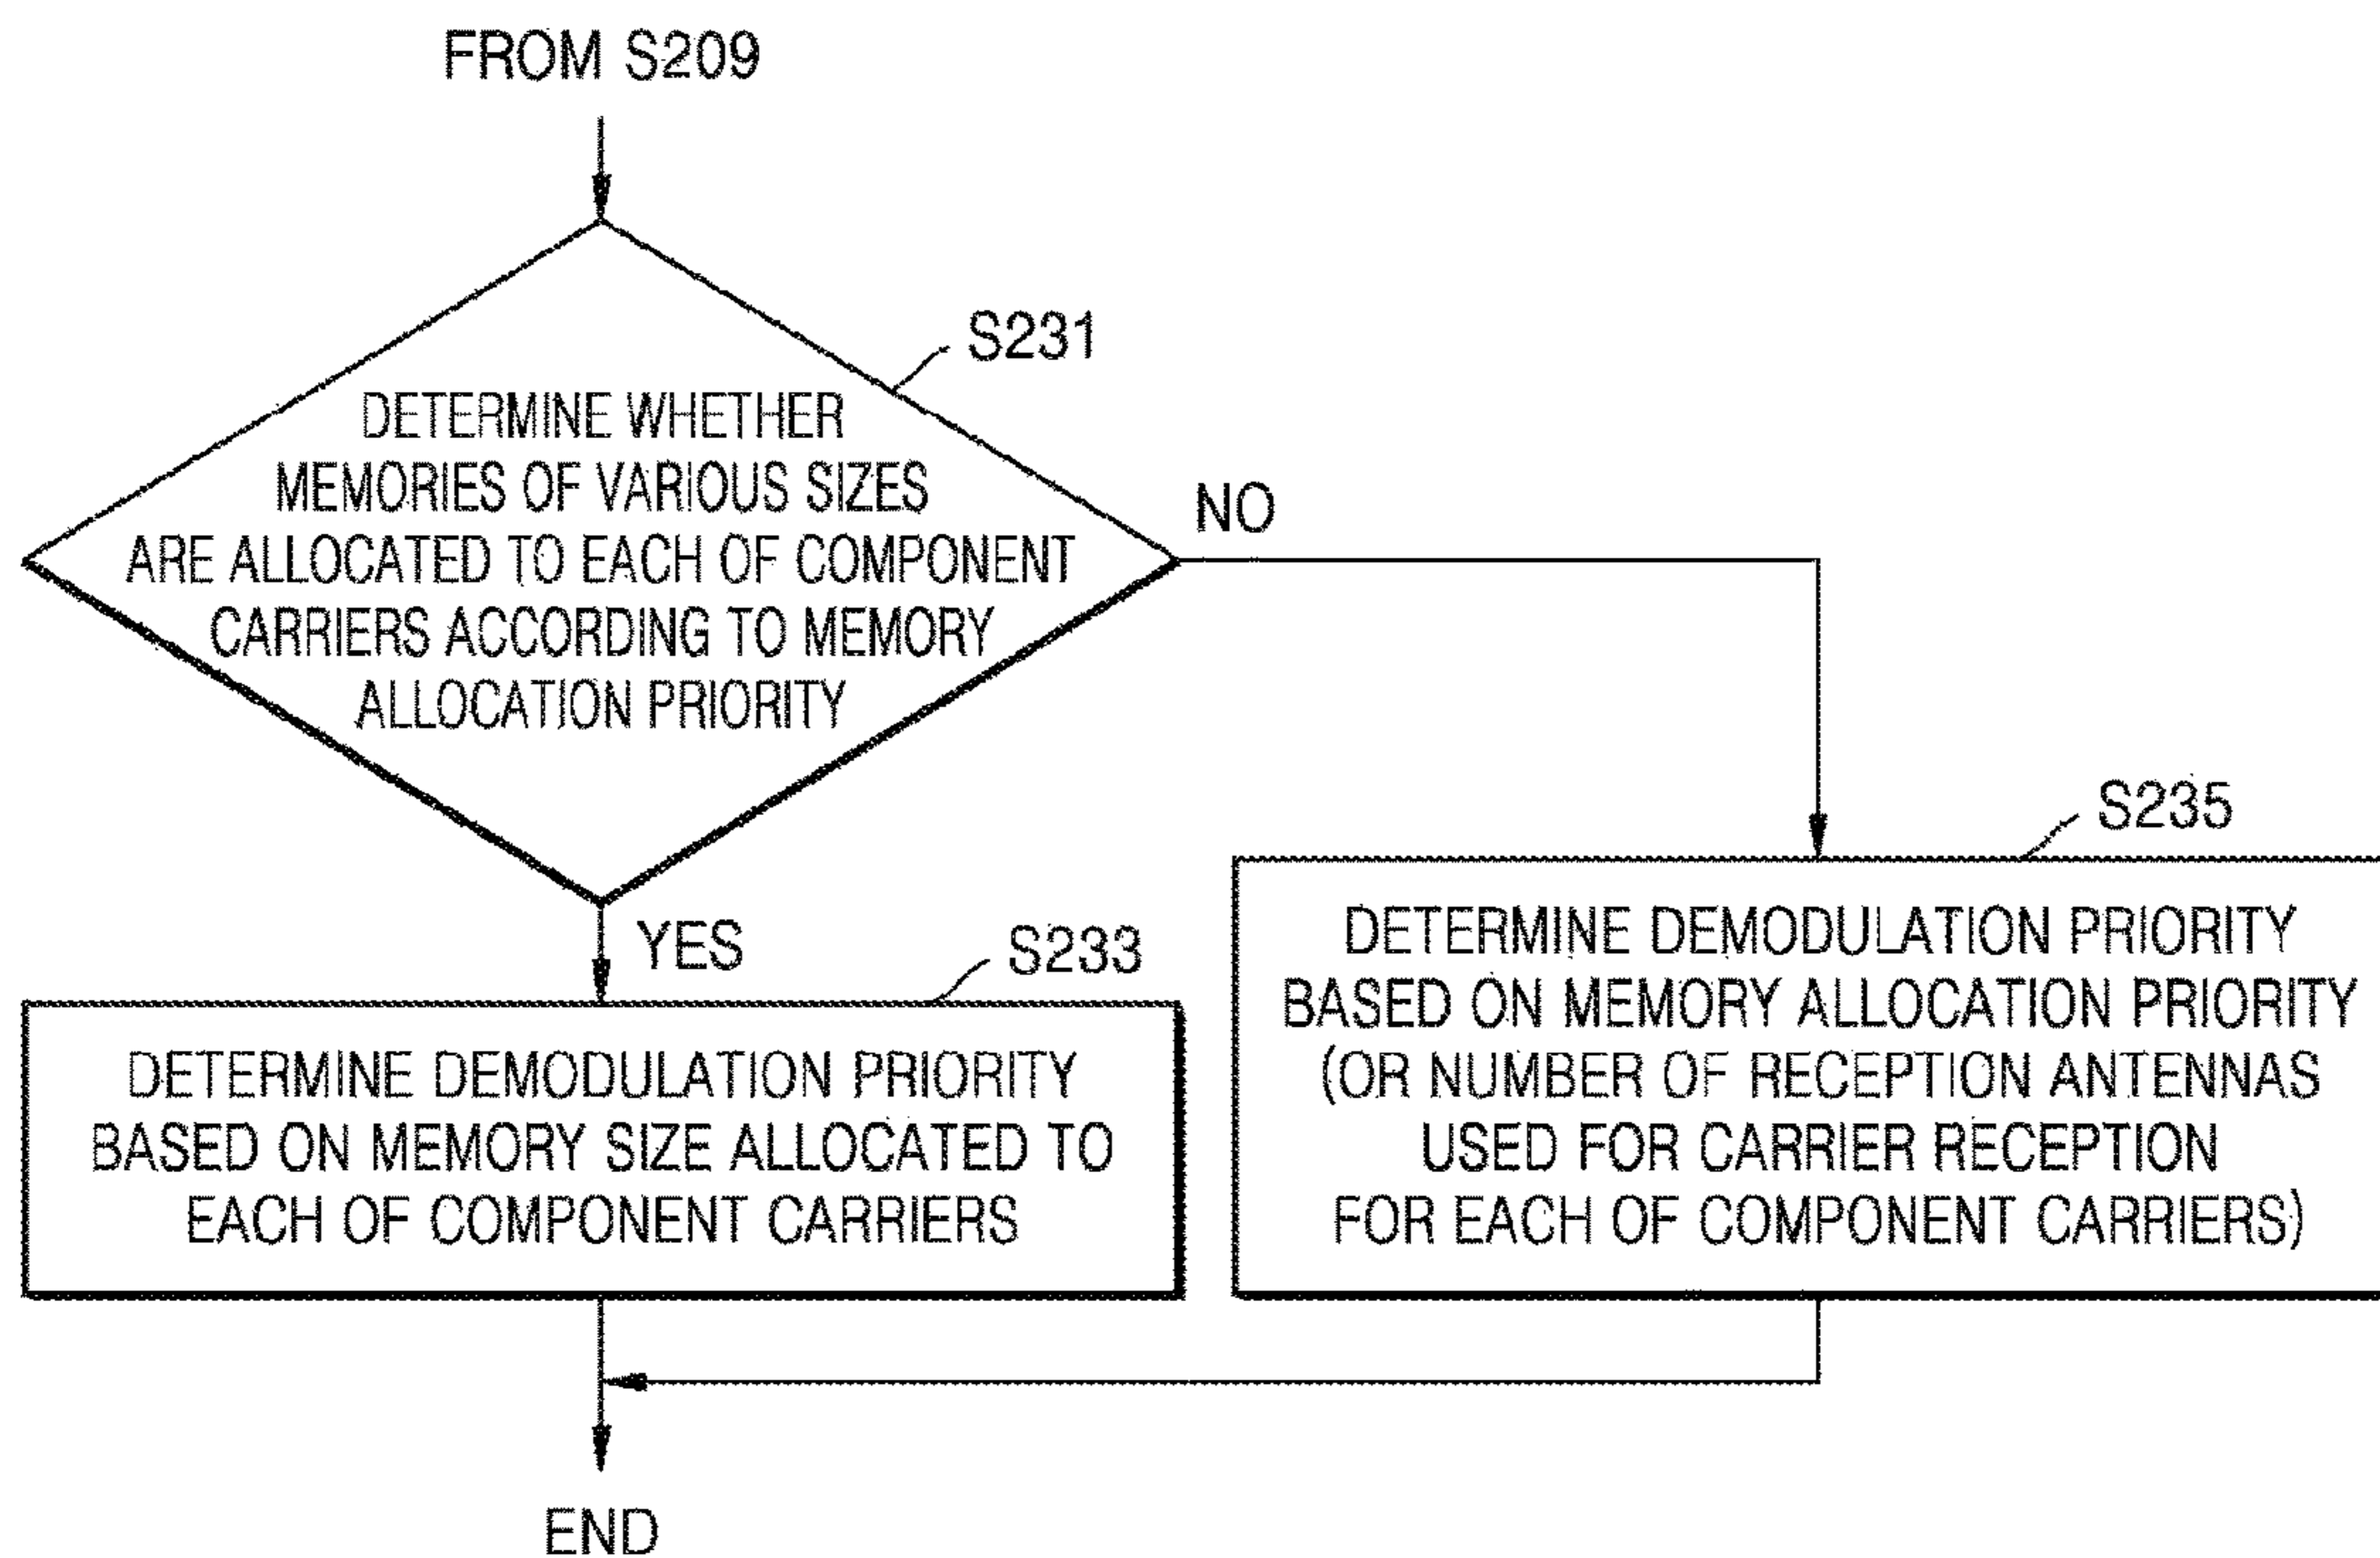 FROM S209
S231
DETERMINE WHETHER
MEMORIES OF VARIOUS SIZES
ARE ALLOCATED TO EACH OF COMPONENT
CARRIERS ACCORDING TO MEMORY
ALLOCATION PRIORITY
NO
YES
S233
DETERMINE DEMODULATION PRIORITY
BASED ON MEMORY SIZE ALLOCATED TO
EACH OF COMPONENT CARRIERS
S235
DETERMINE DEMODULATION PRIORITY
BASED ON MEMORY ALLOCATION PRIORITY
(OR NUMBER OF RECEPTION ANTENNAS
USED FOR CARRIER RECEPTION
FOR EACH OF COMPONENT CARRIERS)
END